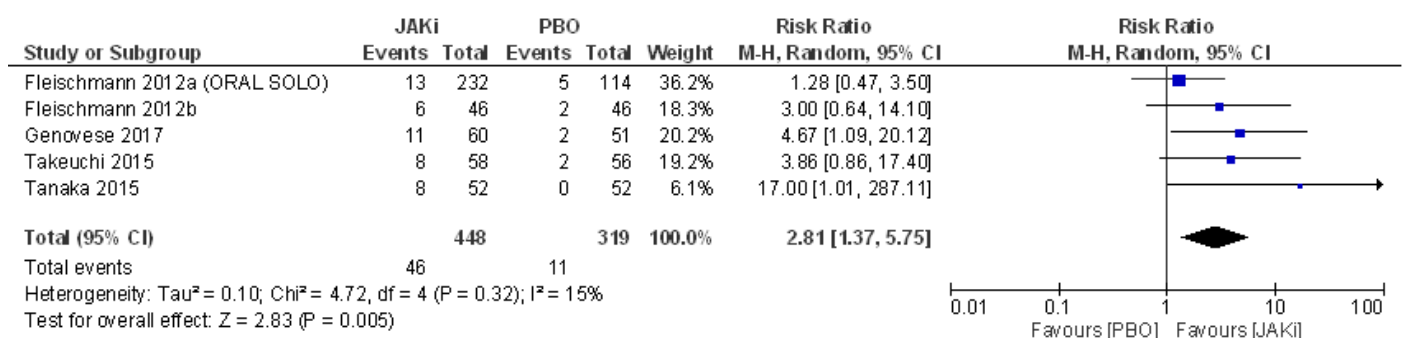 JAKi PBO Risk Ratio Risk Ratio
Study or Subgroup Events Total Events Total Weight M-H, Random, 95% CI M-H, Random, 95% CI
Fleischmann 2012a (ORAL SOLO) 13 232 5 114 36.2% 1.28 [0.47, 3.50]
Fleischmann 2012b 6 46 2 46 18.3% 3.00 [0.64, 14.10]
Genovese 2017 11 60 2 51 20.2% 4.67 [1.09, 20.12]
Takeuchi 2015 8 58 2 56 19.2% 3.86 [0.86, 17.40]
Tanaka 2015 8 52 0 52 6.1% 17.00 [1.01, 287.11]
Total (95% CI) 448 319 100.0% 2.81 [1.37, 5.75]
Total events 46 11
Heterogeneity: Tau² = 0.10; Chi² = 4.72, df = 4 (P = 0.32); I² = 15%
Test for overall effect: Z = 2.83 (P = 0.005)
0.01 0.1 1 10 100
Favours [PBO] Favours [JAKi]